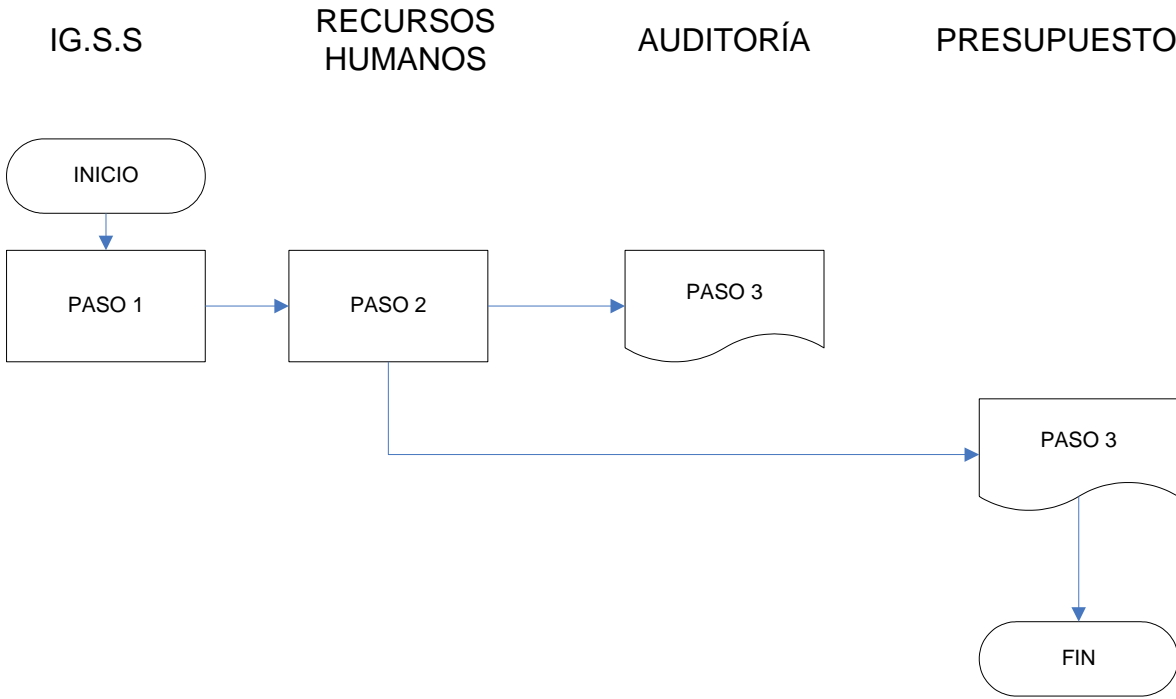 IG.S.S
RECURSOS
HUMANOS
AUDITORÍA
PRESUPUESTO
INICIO
PASO 1
PASO 2
PASO 3
PASO 3
FIN